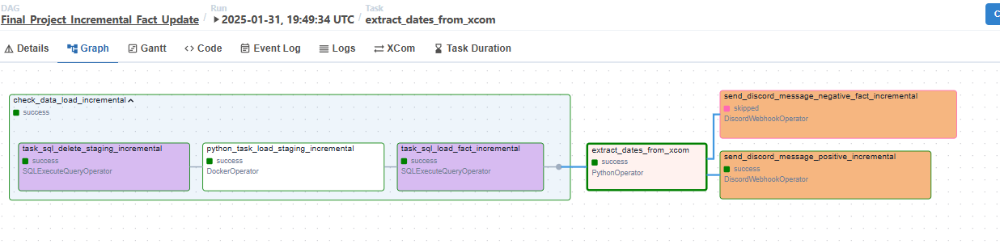 DAG
Final_Project_Incremental_Fact_Update
/
Run
2025-01-31, 19:49:34 UTC
/
Task
extract_dates_from_xcom
C
Details
Graph
Gantt
Code
Event Log
Logs
XCom
Task Duration
check_data_load_incremental
success
task_sql_delete_staging_incremental
success
SQLExecuteQueryOperator
python_task_load_staging_incremental
success
DockerOperator
task_sql_load_fact_incremental
success
SQLExecuteQueryOperator
extract_dates_from_xcom
success
PythonOperator
send_discord_message_negative_fact_incremental
skipped
DiscordWebhookOperator
send_discord_message_positive_incremental
success
DiscordWebhookOperator